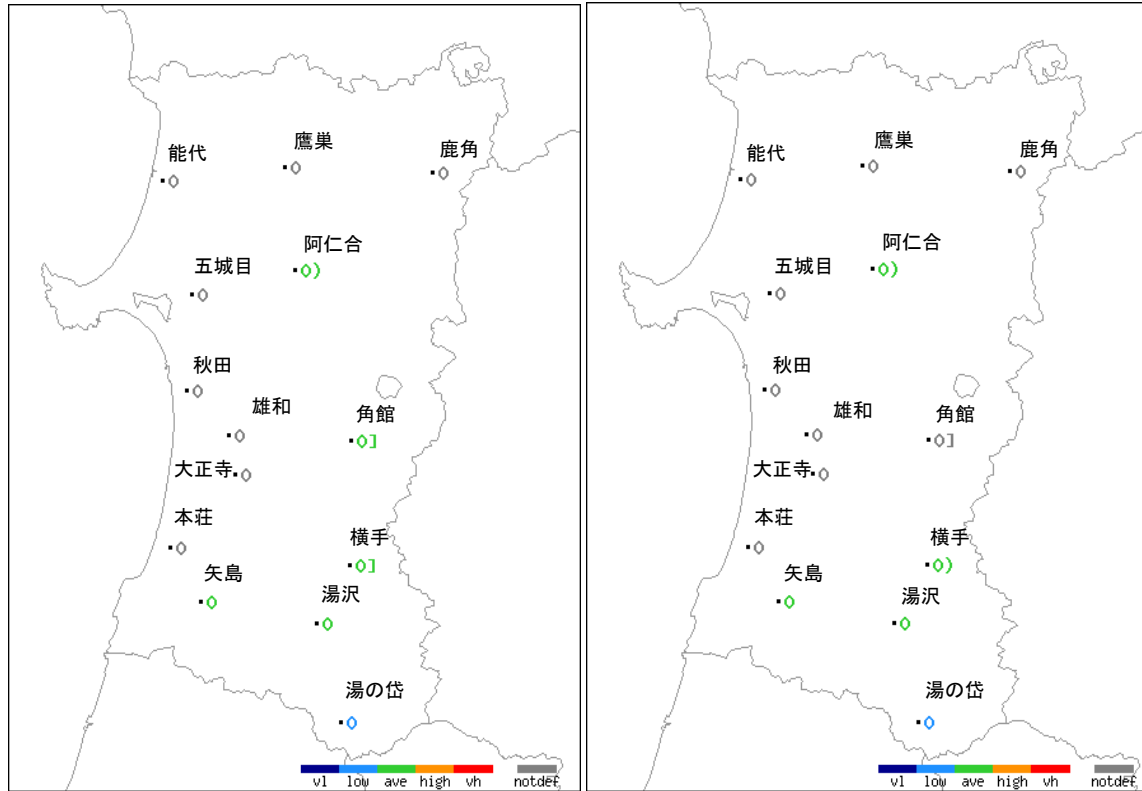 鷹巣
能代
鹿角
阿仁合
五城目
秋田
雄和
角館
大正寺
本荘
横手
矢島
湯沢
湯の岱
vl low ave high vh notdef
鷹巣
能代
鹿角
阿仁合
五城目
秋田
雄和
角館
大正寺
本荘
横手
矢島
湯沢
湯の岱
vl low ave high vh notdef